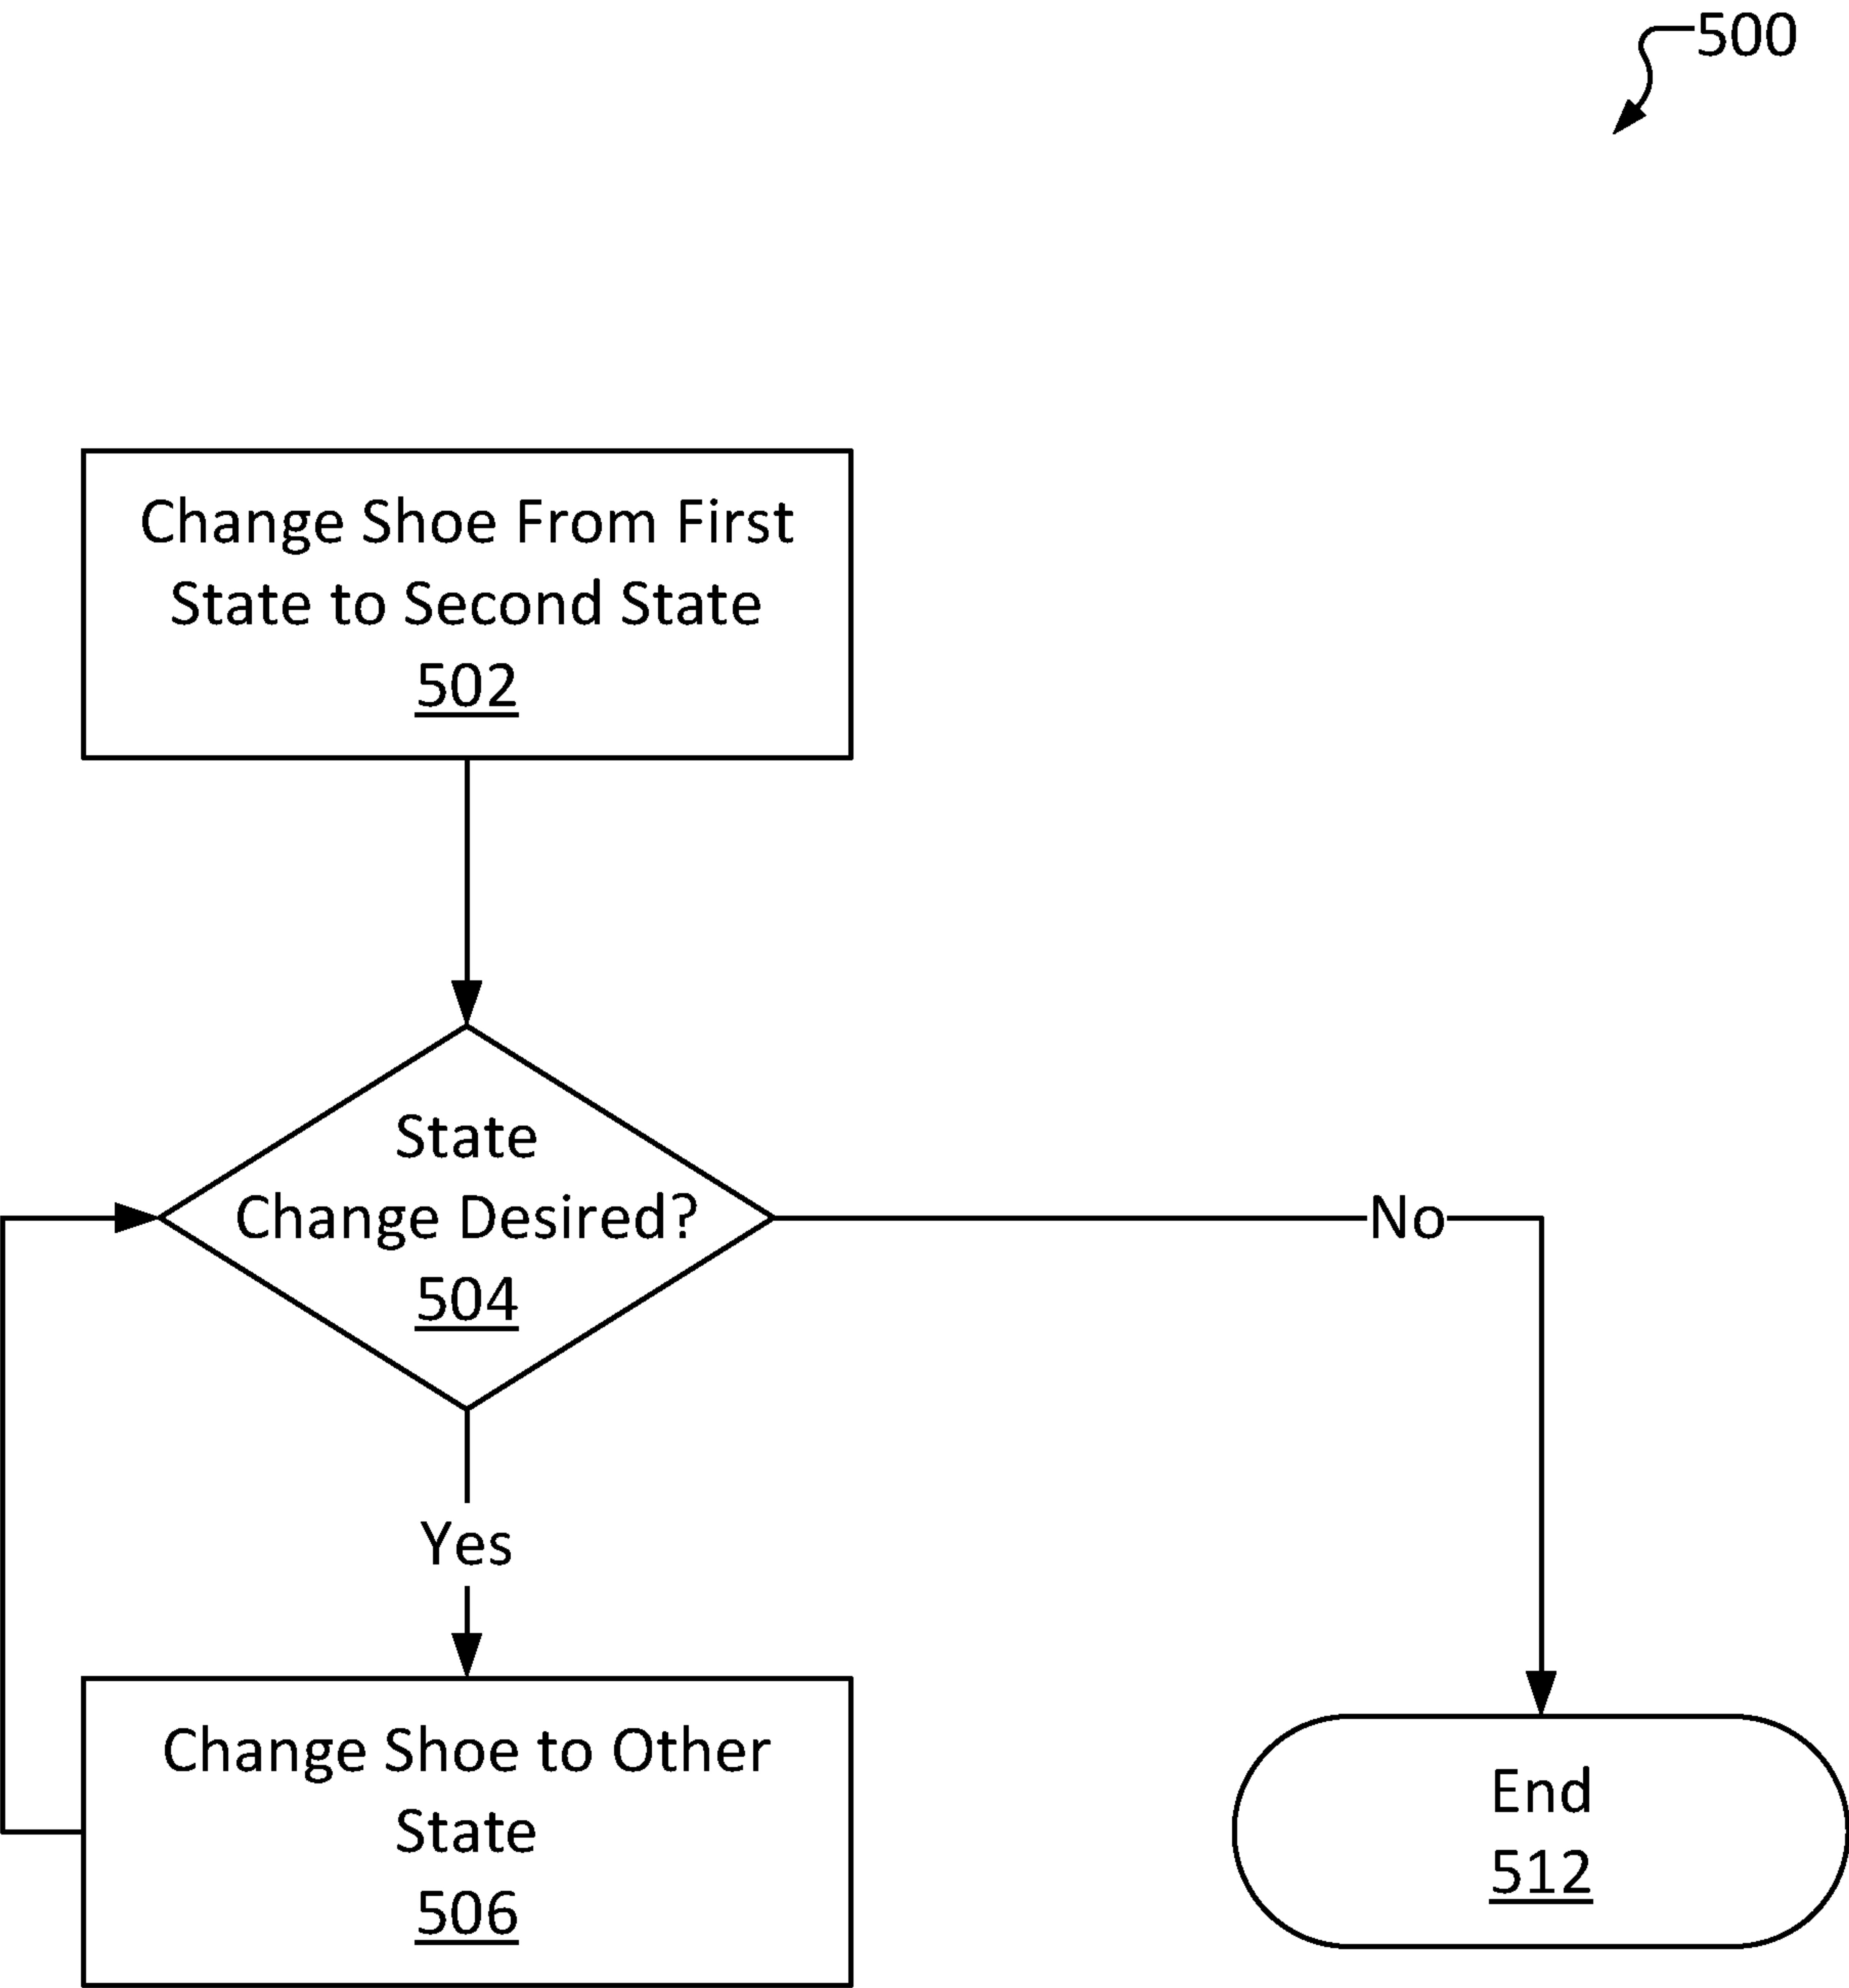 500
Change Shoe From First
State to Second State
502
State
Change Desired?
504
No
Yes
Change Shoe to Other
State
506
End
512